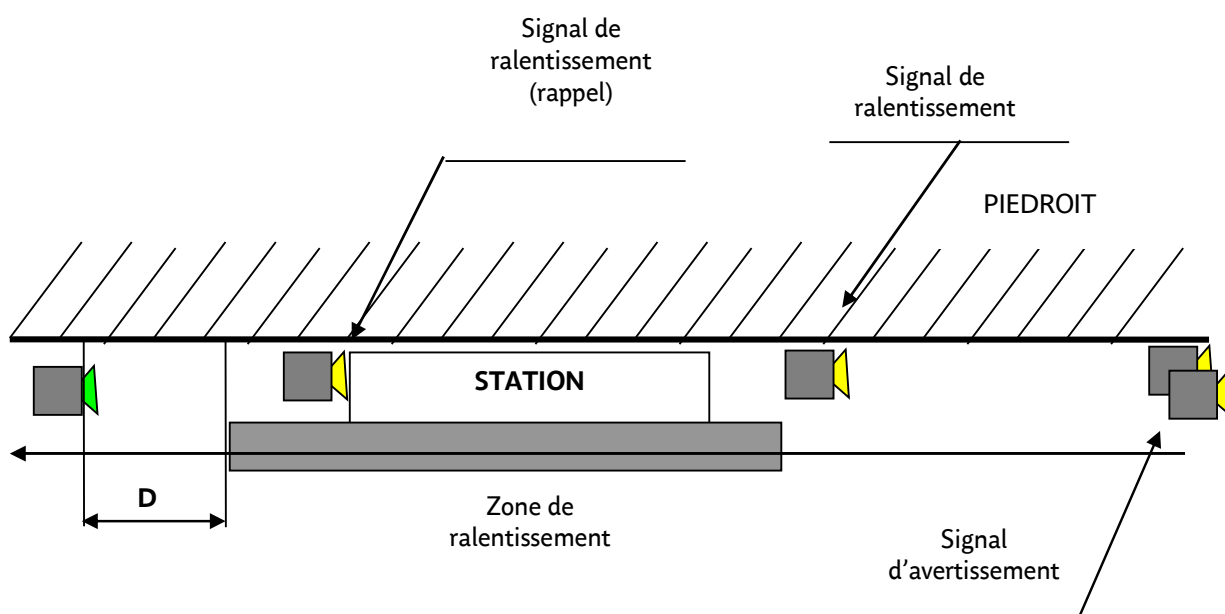 Signal de
ralentissement
(rappel)
Signal de
ralentissement
PIEDROIT
STATION
D
Zone de
ralentissement
Signal
d’avertissement